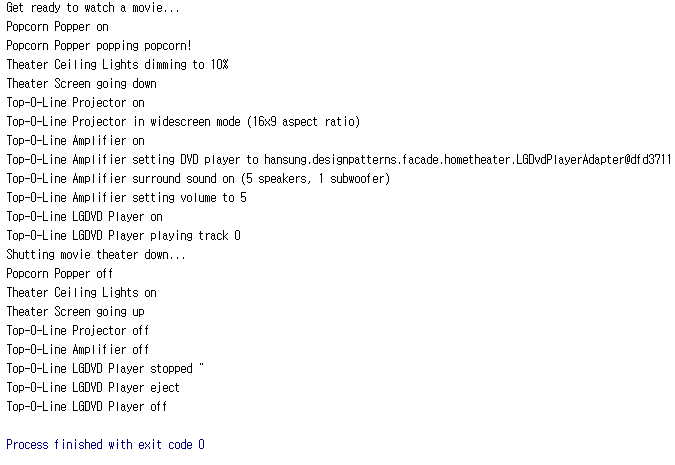 Get ready to watch a movie...
Popcorn Popper on
Popcorn Popper popping popcorn!
Theater Ceiling Lights dimming to 10%
Theater Screen going down
Top-O-Line Projector on
Top-O-Line Projector in widescreen mode (16x9 aspect ratio)
Top-O-Line Amplifier on
Top-O-Line Amplifier setting DVD player to hansung.designpatterns.facade.hometheater.LGDvdPlayerAdapter@dfd3711
Top-O-Line Amplifier surround sound on (5 speakers, 1 subwoofer)
Top-O-Line Amplifier setting volume to 5
Top-O-Line LGDVD Player on
Top-O-Line LGDVD Player playing track 0
Shutting movie theater down...
Popcorn Popper off
Theater Ceiling Lights on
Theater Screen going up
Top-O-Line Projector off
Top-O-Line Amplifier off
Top-O-Line LGDVD Player stopped "
Top-O-Line LGDVD Player eject
Top-O-Line LGDVD Player off
Process finished with exit code 0